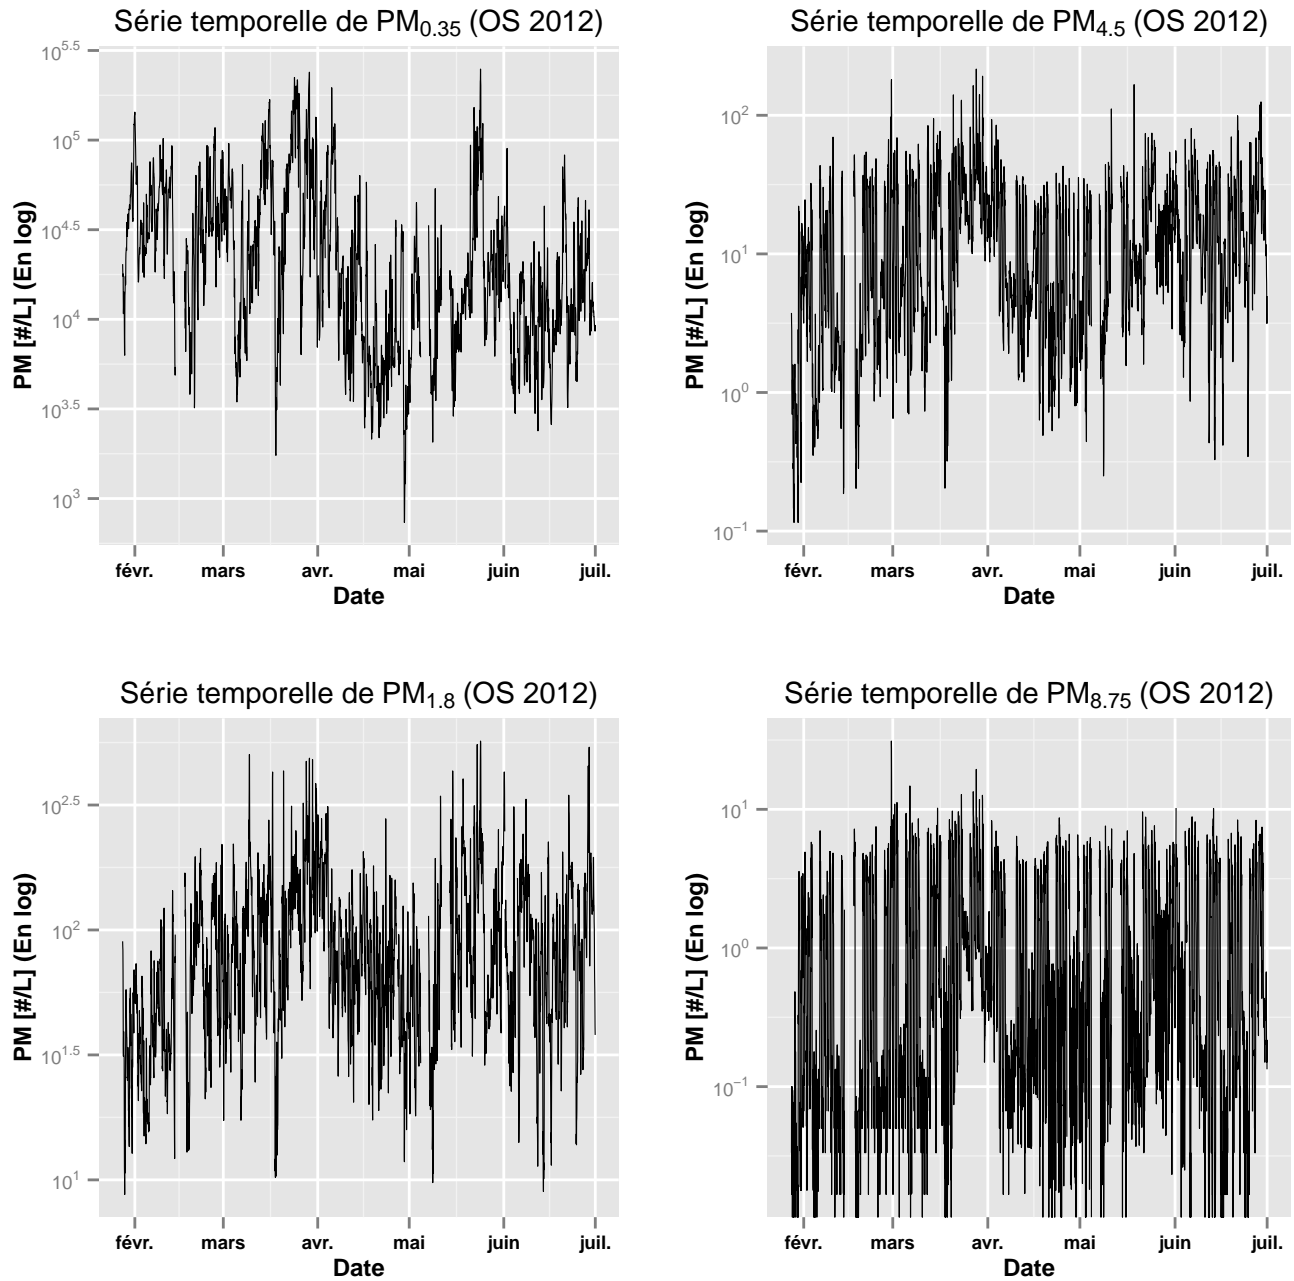 Série temporelle de PM0.35 (OS 2012)
PM [#/L] (En log)
10^5.5
10^5
10^4.5
10^4
10^3.5
10^3
févr. mars avr. mai juin juil.
Date
Série temporelle de PM4.5 (OS 2012)
PM [#/L] (En log)
10^2
10^1
10^0
10^−1
févr. mars avr. mai juin juil.
Date
Série temporelle de PM1.8 (OS 2012)
PM [#/L] (En log)
10^2.5
10^2
10^1.5
10^1
févr. mars avr. mai juin juil.
Date
Série temporelle de PM8.75 (OS 2012)
PM [#/L] (En log)
10^1
10^0
10^−1
févr. mars avr. mai juin juil.
Date